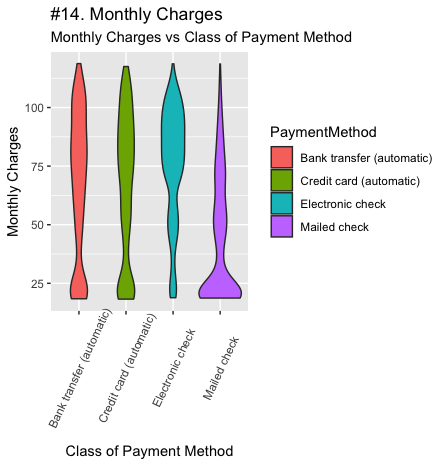 #14. Monthly Charges
Monthly Charges vs Class of Payment Method
Monthly Charges
100
75
50
25
Bank transfer (automatic)
Credit card (automatic)
Electronic check
Mailed check
Class of Payment Method
PaymentMethod
Bank transfer (automatic)
Credit card (automatic)
Electronic check
Mailed check